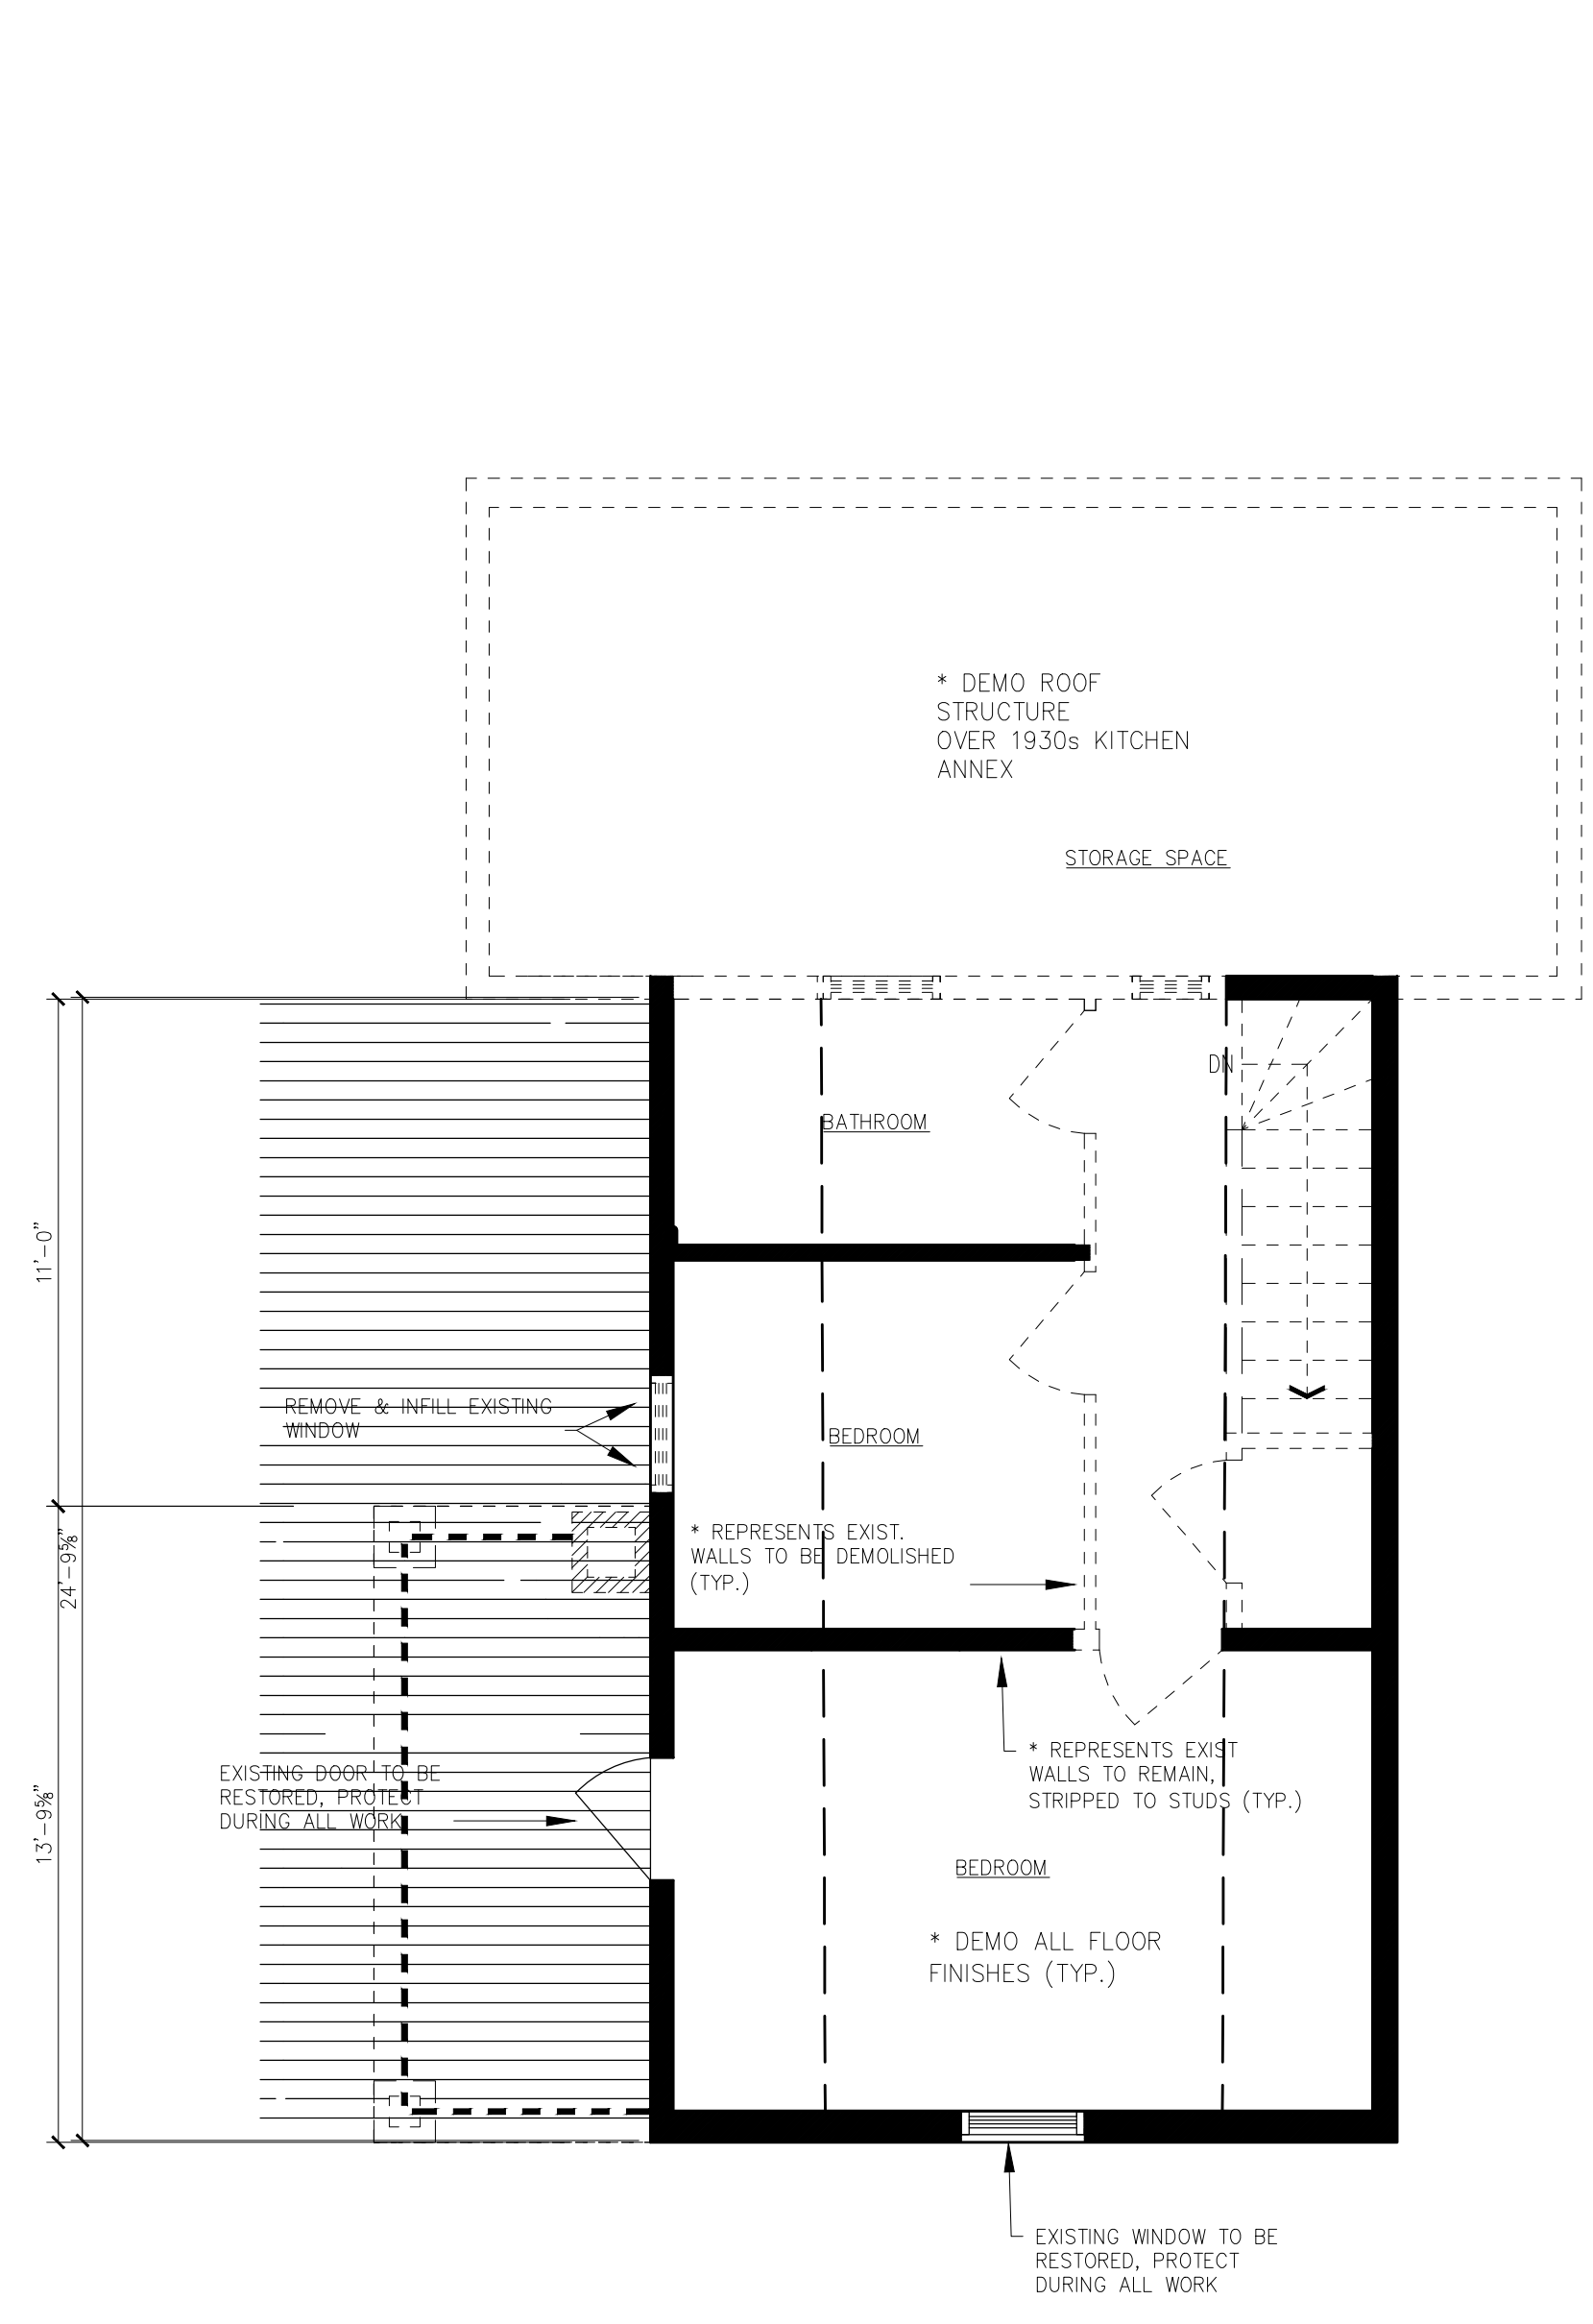 * DEMO ROOF
STRUCTURE
OVER 1930s KITCHEN
ANNEX
STORAGE SPACE
DN
BATHROOM
11'-0"
REMOVE & INFILL EXISTING
WINDOW
BEDROOM
* REPRESENTS EXIST.
WALLS TO BE DEMOLISHED
(TYP.)
24'-9⅝"
* REPRESENTS EXIST
WALLS TO REMAIN,
STRIPPED TO STUDS (TYP.)
EXISTING DOOR TO BE
RESTORED, PROTECT
DURING ALL WORK
13'-9⅝"
BEDROOM
* DEMO ALL FLOOR
FINISHES (TYP.)
EXISTING WINDOW TO BE
RESTORED, PROTECT
DURING ALL WORK